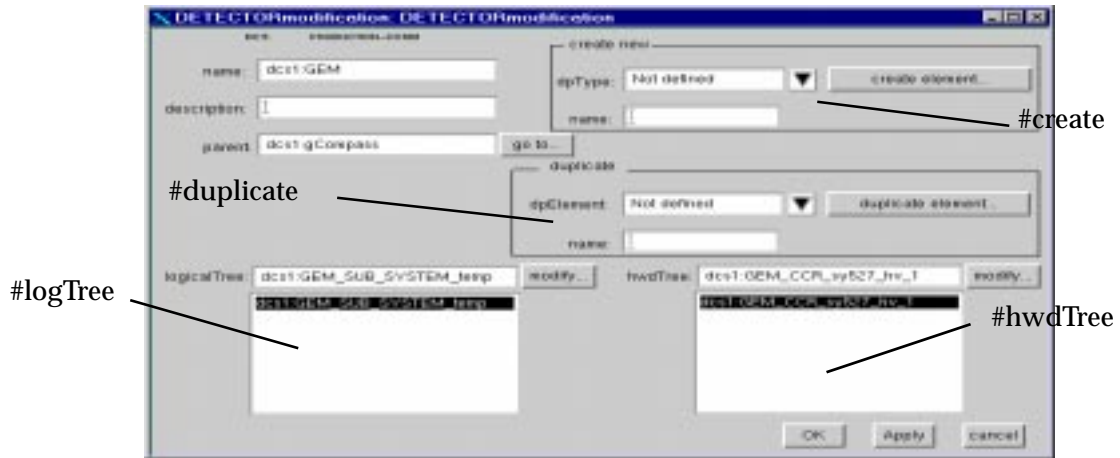 DETECTORmodification: DETECTORmodification
create new
name: dcs1:GEM
dpType: Not defined create element...
description:
name:
#create
parent: dcs1:gCompass go to...
duplicate
#duplicate
dpElement: Not defined duplicate element...
name:
logicalTree: dcs1:GEM_SUB_SYSTEM_temp modify... hwdTree: dcs1:GEM_CCR_sy527_hv_1 modify...
#logTree
dcs1:GEM_SUB_SYSTEM_temp dcs1:GEM_CCR_sy527_hv_1
#hwdTree
OK Apply cancel